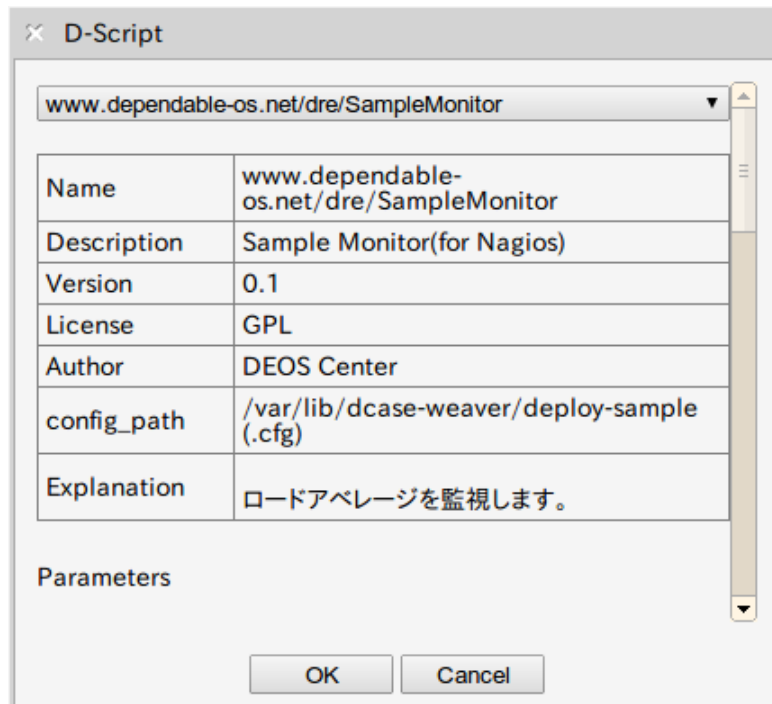 D-Script
www.dependable-os.net/dre/SampleMonitor
Name
www.dependable-
os.net/dre/SampleMonitor
Description
Sample Monitor(for Nagios)
Version
0.1
License
GPL
Author
DEOS Center
config_path
/var/lib/dcase-weaver/deploy-sample
(.cfg)
Explanation
ロードアベレージを監視します。
Parameters
OK
Cancel